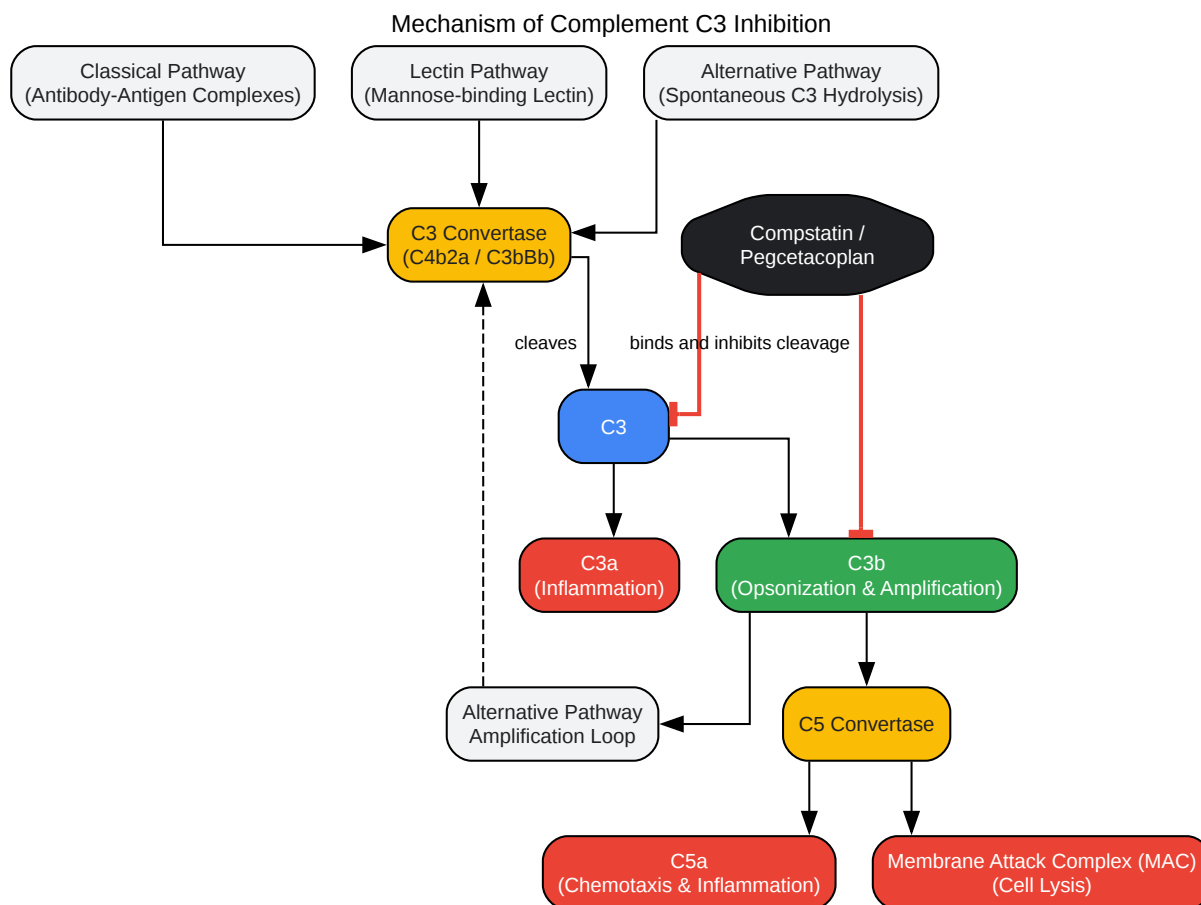 Mechanism of Complement C3 Inhibition
Classical Pathway
(Antibody-Antigen Complexes)
Lectin Pathway
(Mannose-binding Lectin)
Alternative Pathway
(Spontaneous C3 Hydrolysis)
C3 Convertase
(C4b2a / C3bBb)
Compstatin /
Pegcetacoplan
cleaves
binds and inhibits cleavage
C3
C3a
(Inflammation)
C3b
(Opsonization & Amplification)
Alternative Pathway
Amplification Loop
C5 Convertase
C5a
(Chemotaxis & Inflammation)
Membrane Attack Complex (MAC)
(Cell Lysis)